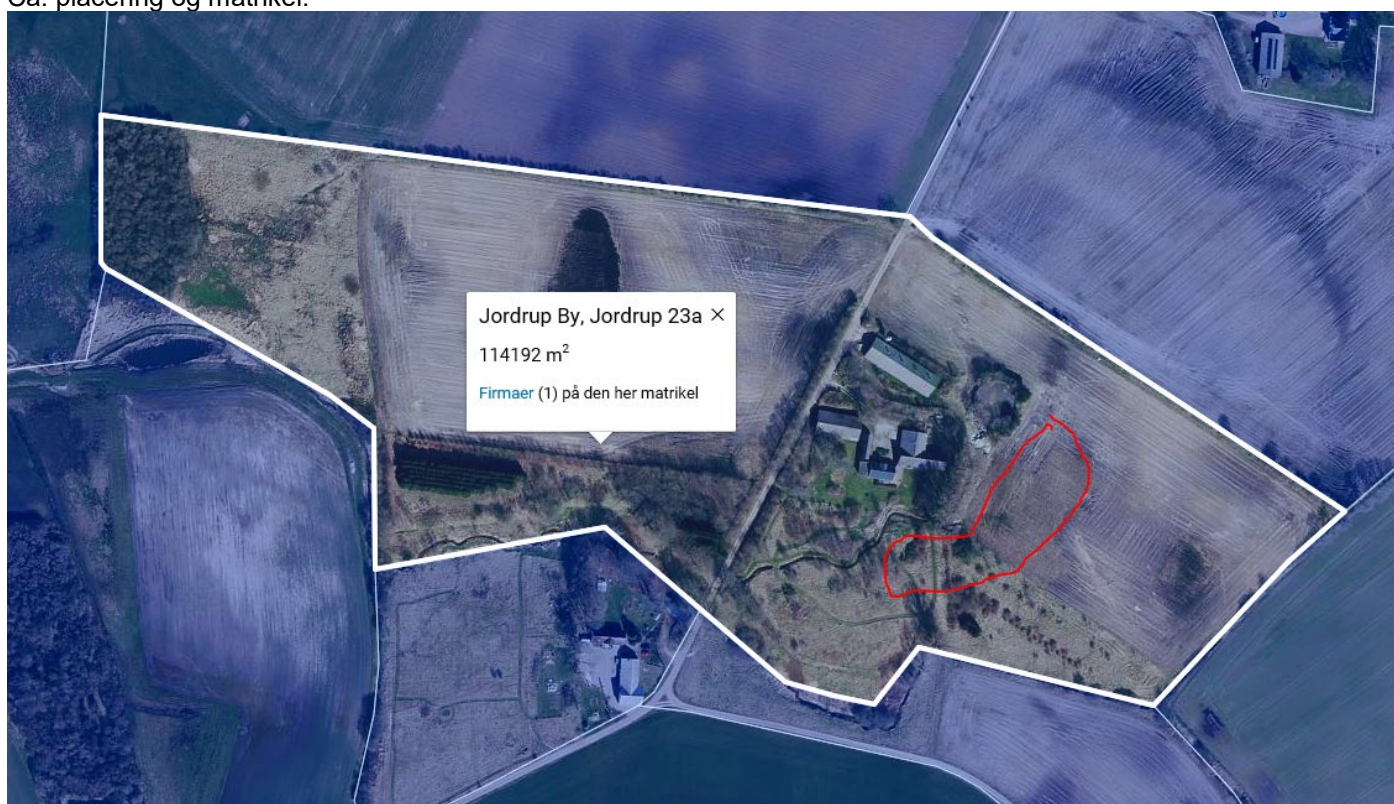 Ca. placering og matrikel:
Jordrup By, Jordrup 23a ×
114192 m²
Firmaer (1) på den her matrikel